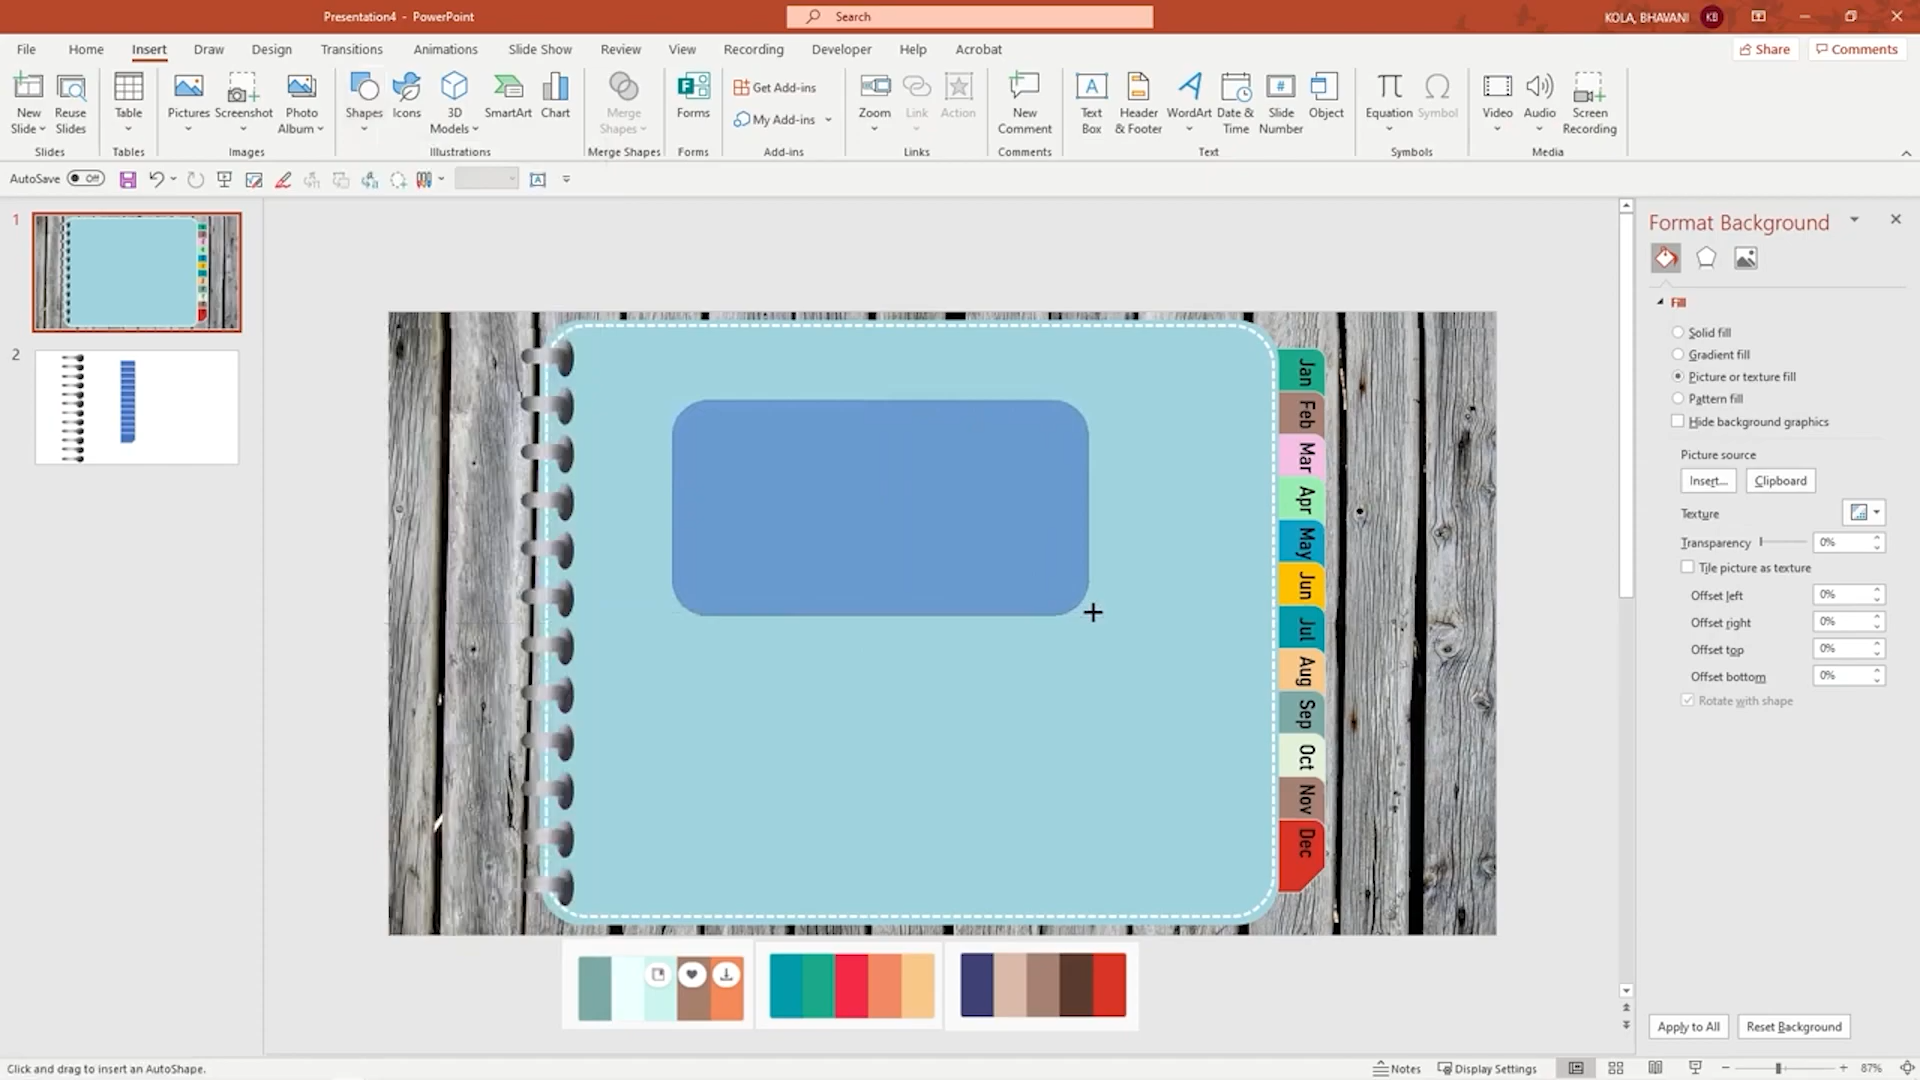 Presentation4 - PowerPoint
Search
KOLA, BHAVANI KB
File Home Insert Draw Design Transitions Animations Slide Show Review View Recording Developer Help Acrobat
Share Comments
New Slide
Reuse Slides
Table
Pictures
Screenshot
Photo Album
Shapes
Icons
3D Models
SmartArt
Chart
Merge Shapes
Forms
Get Add-ins
My Add-ins
Zoom
Link
Action
New Comment
Text Box
Header & Footer
WordArt
Date & Time
# Slide Number
Object
Equation
Symbol
Video
Audio
Screen Recording
Slides Tables Images Illustrations Merge Shapes Forms Add-ins Links Comments Text Symbols Media
AutoSave Off
1
2
Jan
Feb
Mar
Apr
May
Jun
Jul
Aug
Sep
Oct
Nov
Dec
Format Background
Fill
Solid fill
Gradient fill
Picture or texture fill
Pattern fill
Hide background graphics
Picture source
Insert... Clipboard
Texture
Transparency 0%
Tile picture as texture
Offset left 0%
Offset right 0%
Offset top 0%
Offset bottom 0%
Rotate with shape
Apply to All Reset Background
Click and drag to insert an AutoShape.
Notes Display Settings 87%